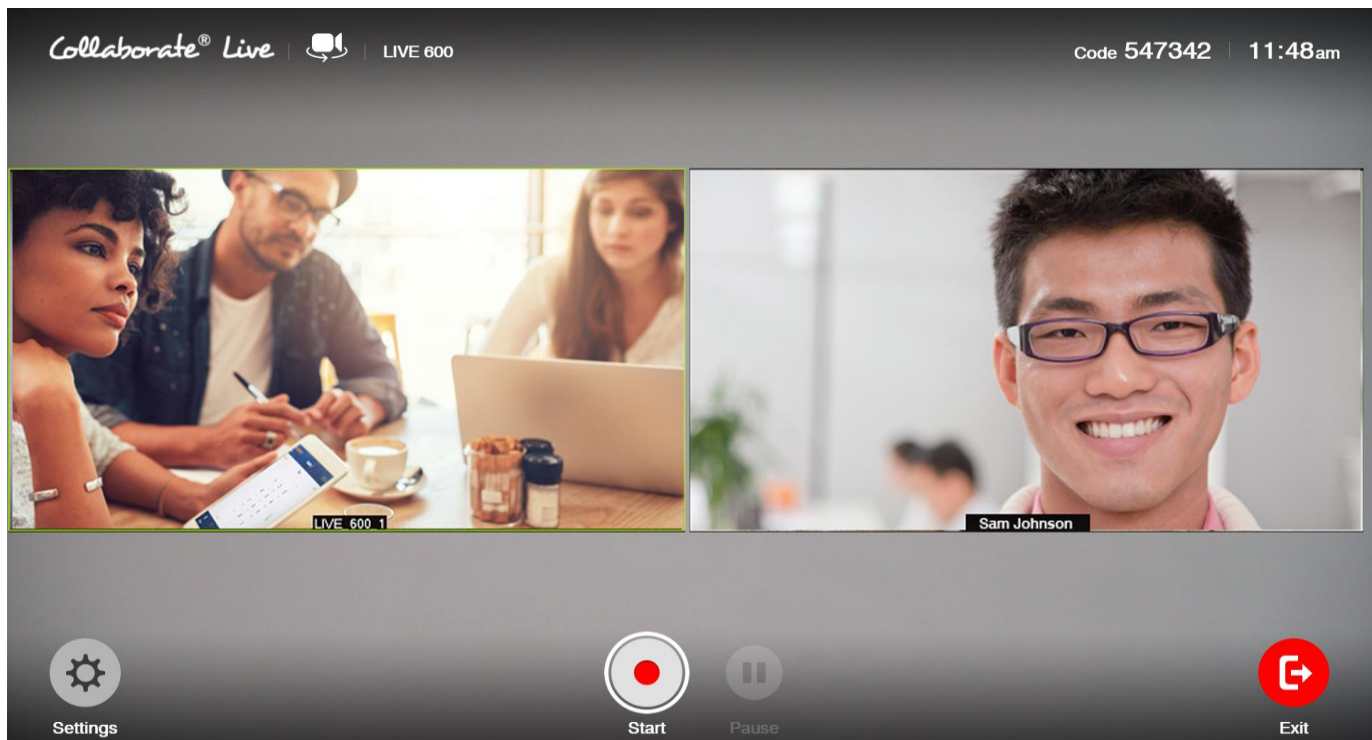 Collaborate® Live
LIVE 600
Code 547342
11:48am
LIVE_600_1
Sam Johnson
Settings
Start
Pause
Exit